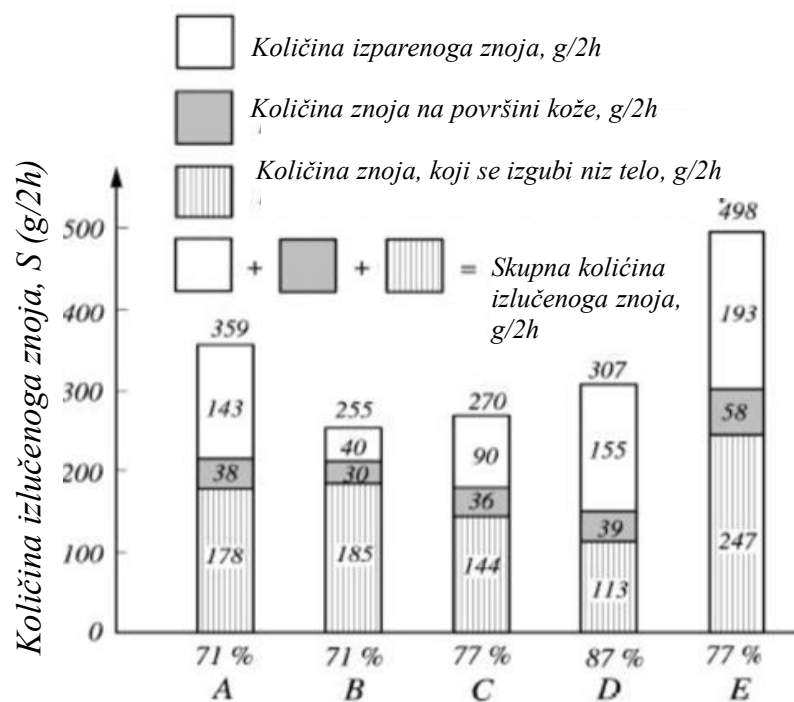 Količina izparenoga znoja, g/2h
Količina znoja na površini kože, g/2h
Količina znoja, koji se izgubi niz telo, g/2h
+ + = Skupna kolićina
izlučenoga znoja,
g/2h
Količina izlučenoga znoja, S (g/2h)
500
400
300
200
100
0
359
143
38
178
255
40
30
185
270
90
36
144
307
155
39
113
498
193
58
247
71 % 71 % 77 % 87 % 77 %
A B C D E